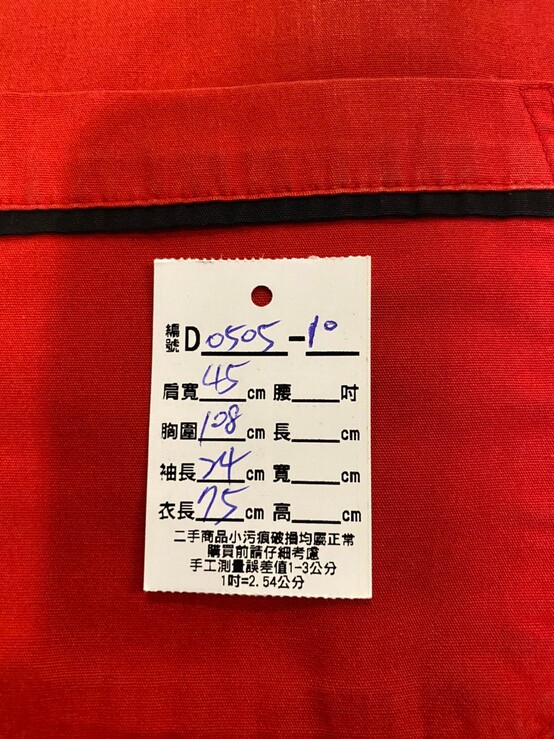 編號 D 0505-10
肩寬 45 cm 腰 吋
胸圍 108 cm 長 cm
袖長 24 cm 寬 cm
衣長 75 cm 高 cm
二手商品小污痕破損均屬正常
購買前請仔細考慮
手工測量誤差值1-3公分
1吋=2.54公分